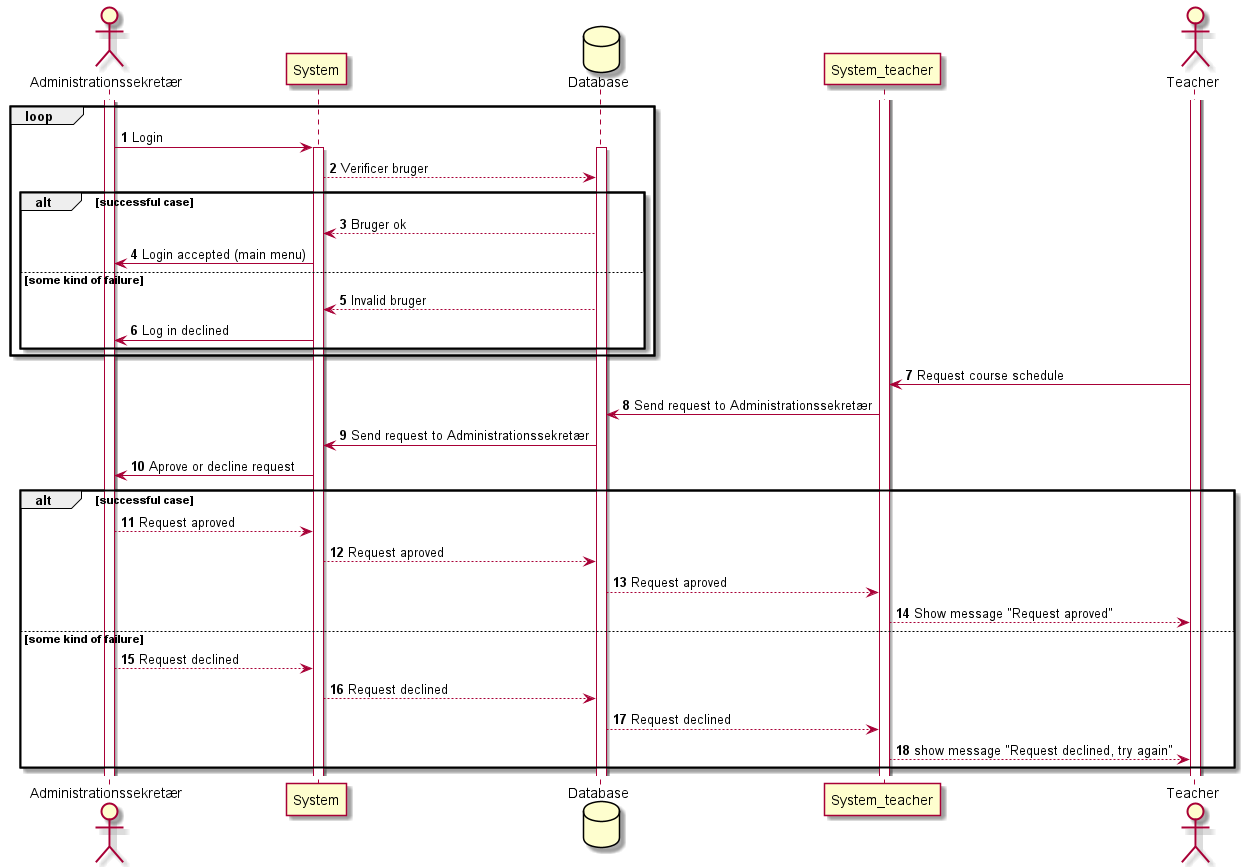 Administrationssekretær
System
Database
System_teacher
Teacher
loop
1 Login
2 Verificer bruger
alt [successful case]
3 Bruger ok
4 Login accepted (main menu)
[some kind of failure]
5 Invalid bruger
6 Log in declined
7 Request course schedule
8 Send request to Administrationssekretær
9 Send request to Administrationssekretær
10 Aprove or decline request
alt [successful case]
11 Request aproved
12 Request aproved
13 Request aproved
14 Show message "Request aproved"
[some kind of failure]
15 Request declined
16 Request declined
17 Request declined
18 show message "Request declined, try again"
Administrationssekretær
System
Database
System_teacher
Teacher